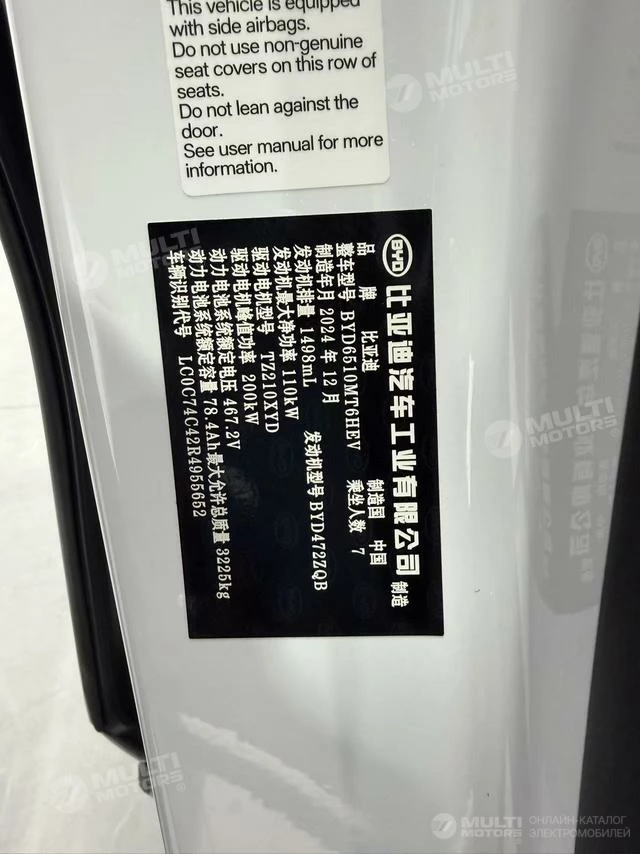 This vehicle is equipped
with side airbags.
Do not use non-genuine
seat covers on this row of
seats.
Do not lean against the
door.
See user manual for more
information.
BYD 比亚迪汽车工业有限公司 制造
品牌 比亚迪 制造国 中国
整车型号 BYD6510MT6HEV 乘坐人数 7
制造年月 2024 年 12 月
发动机排量 1498mL 发动机型号 BYD472ZQB
发动机最大净功率 110kW
驱动电机型号 TZ210XYD
驱动电机峰值功率 200kW
动力电池系统额定电压 467.2V
动力电池系统额定容量 78.4Ah 最大允许总质量 3225kg
车辆识别代号 LC0C74C42R4955652
MULTI
MOTORS
MULTI
MOTORS
MULTI
MOTORS
MULTI
MOTORS
MULTI
MOTORS
ОНЛАЙН-КАТАЛОГ
ЭЛЕКТРОМОБИЛЕЙ